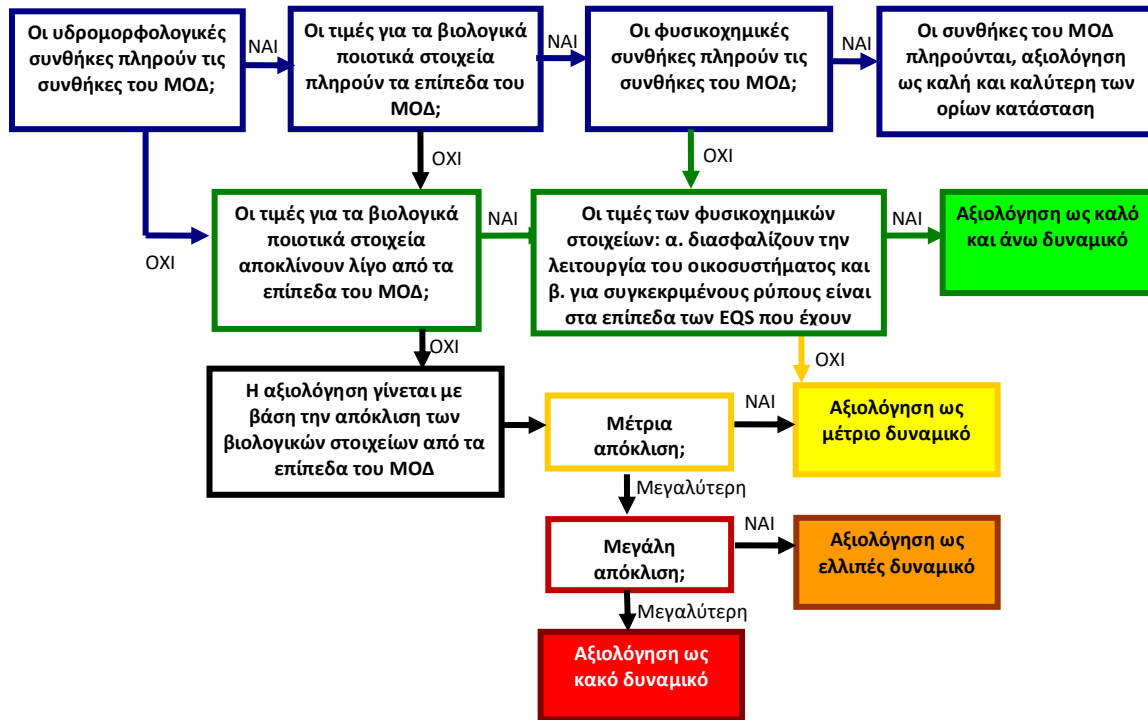 Οι υδρομορφολογικές
συνθήκες πληρούν τις
συνθήκες του ΜΟΔ;
ΝΑΙ
Οι τιμές για τα βιολογικά
ποιοτικά στοιχεία
πληρούν τα επίπεδα του
ΜΟΔ;
ΝΑΙ
Οι φυσικοχημικές
συνθήκες πληρούν τις
συνθήκες του ΜΟΔ;
ΝΑΙ
Οι συνθήκες του ΜΟΔ
πληρούνται, αξιολόγηση
ως καλή και καλύτερη των
ορίων κατάσταση
ΟΧΙ
ΟΧΙ
ΟΧΙ
Οι τιμές για τα βιολογικά
ποιοτικά στοιχεία
αποκλίνουν λίγο από τα
επίπεδα του ΜΟΔ;
ΝΑΙ
Οι τιμές των φυσικοχημικών
στοιχείων: α. διασφαλίζουν την
λειτουργία του οικοσυστήματος και
β. για συγκεκριμένους ρύπους είναι
στα επίπεδα των EQS που έχουν
ΝΑΙ
Αξιολόγηση ως καλό
και άνω δυναμικό
ΟΧΙ
ΟΧΙ
Η αξιολόγηση γίνεται με
βάση την απόκλιση των
βιολογικών στοιχείων από τα
επίπεδα του ΜΟΔ
Μέτρια
απόκλιση;
ΝΑΙ
Αξιολόγηση ως
μέτριο δυναμικό
Μεγαλύτερη
Μεγάλη
απόκλιση;
ΝΑΙ
Αξιολόγηση ως
ελλιπές δυναμικό
Μεγαλύτερη
Αξιολόγηση ως
κακό δυναμικό